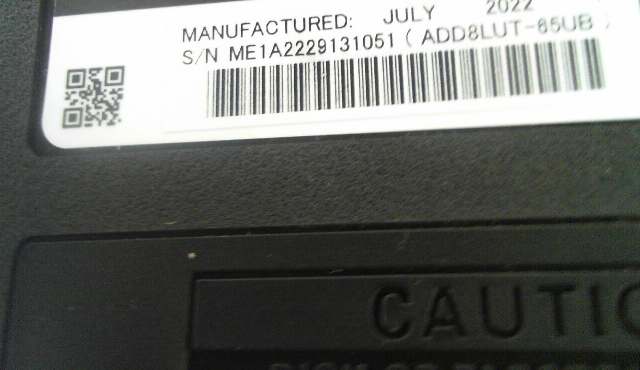 MANUFACTURED: JULY 2022
S/N ME1A2229131051 ( ADD8LUT-65UB )
CAUTIO